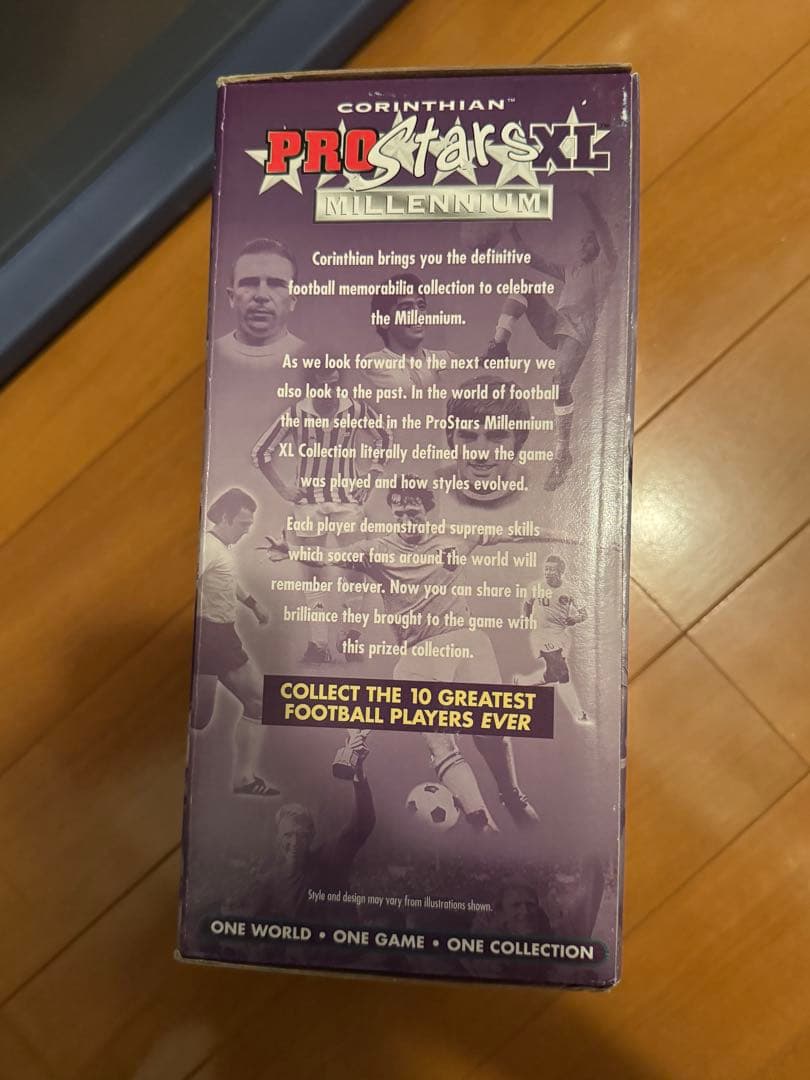 CORINTHIAN™
PROStarsXL™
MILLENNIUM
Corinthian brings you the definitive
football memorabilia collection to celebrate
the Millennium.
As we look forward to the next century we
also look to the past. In the world of football
the men selected in the ProStars Millennium
XL Collection literally defined how the game
was played and how styles evolved.
Each player demonstrated supreme skills
which soccer fans around the world will
remember forever. Now you can share in the
brilliance they brought to the game with
this prized collection.
10
10
COLLECT THE 10 GREATEST
FOOTBALL PLAYERS EVER
Style and design may vary from illustrations shown.
ONE WORLD • ONE GAME • ONE COLLECTION